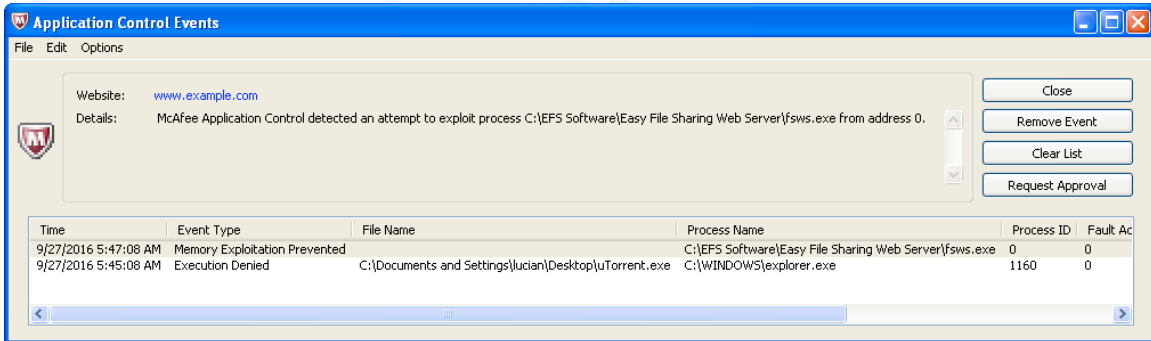 Application Control Events
File Edit Options
Website: www.example.com
Details: McAfee Application Control detected an attempt to exploit process C:\EFS Software\Easy File Sharing Web Server\fsws.exe from address 0.
Close
Remove Event
Clear List
Request Approval
Time Event Type File Name Process Name Process ID Fault Ac
9/27/2016 5:47:08 AM Memory Exploitation Prevented C:\EFS Software\Easy File Sharing Web Server\fsws.exe 0 0
9/27/2016 5:45:08 AM Execution Denied C:\Documents and Settings\lucian\Desktop\uTorrent.exe C:\WINDOWS\explorer.exe 1160 0